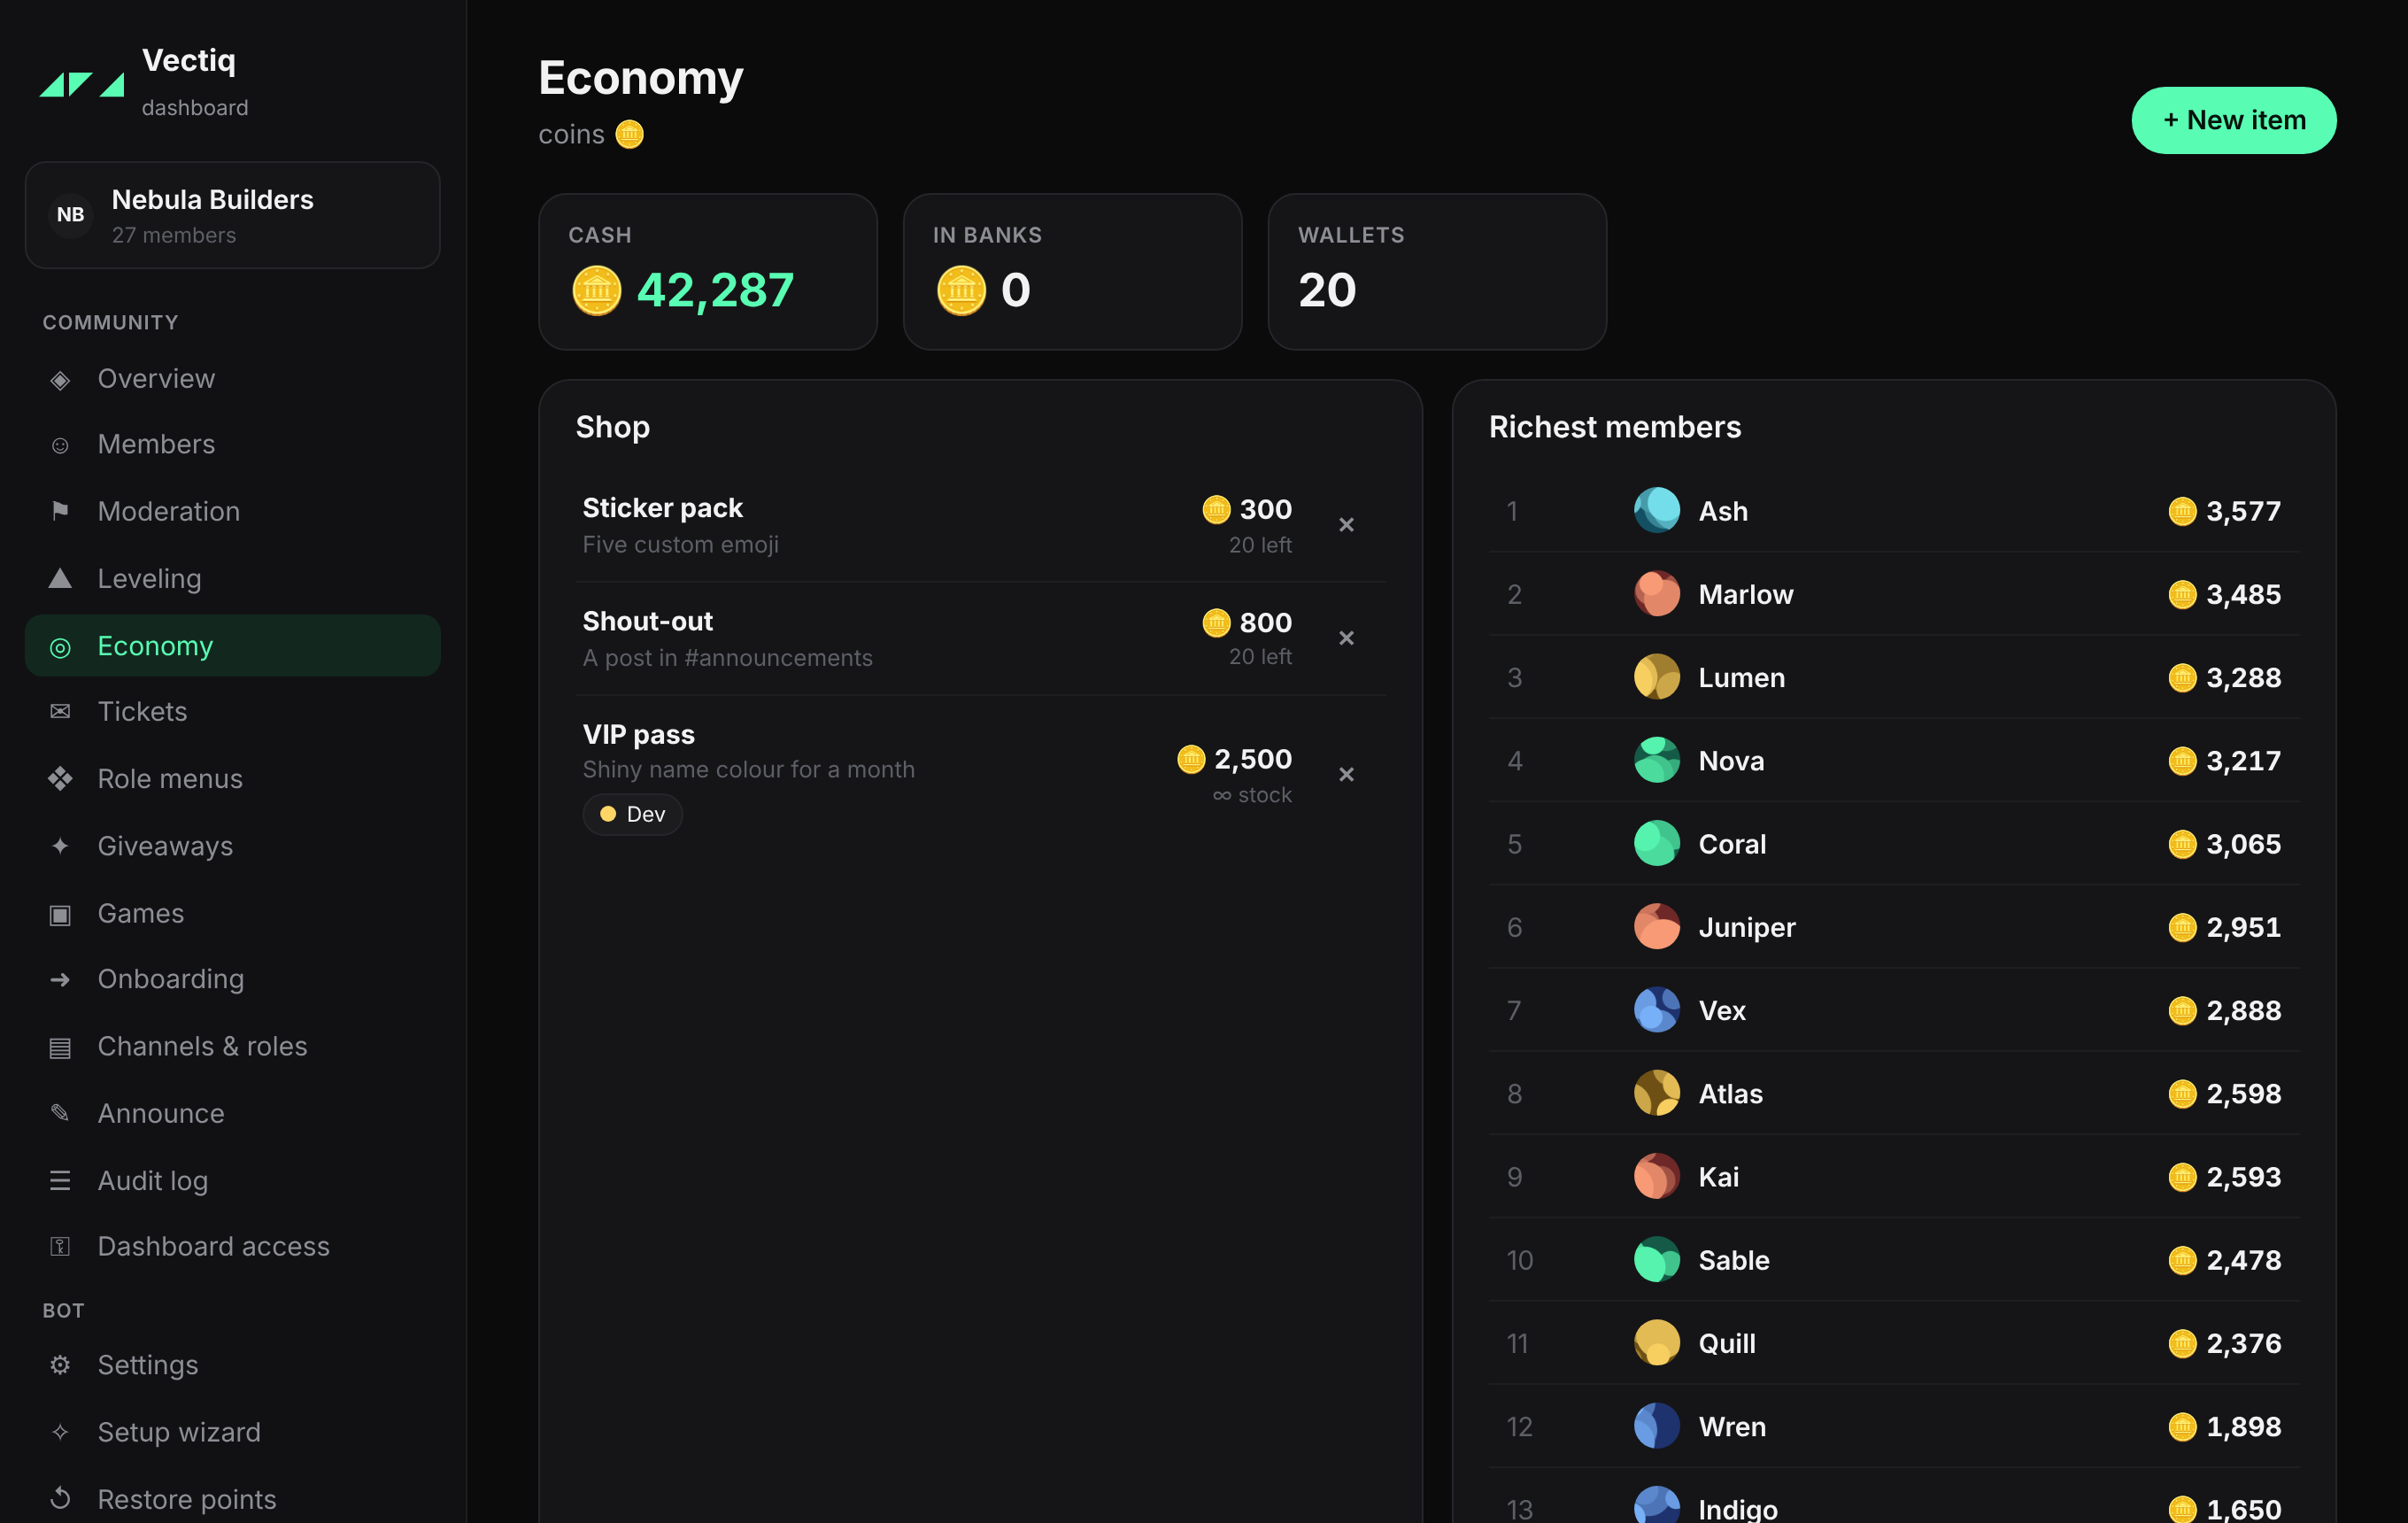 Vectiq
dashboard
NB
Nebula Builders
27 members
COMMUNITY
Overview
Members
Moderation
Leveling
Economy
Tickets
Role menus
Giveaways
Games
Onboarding
Channels & roles
Announce
Audit log
Dashboard access
BOT
Settings
Setup wizard
Restore points
Economy
coins
+ New item
CASH
42,287
IN BANKS
0
WALLETS
20
Shop
Sticker pack
300
Five custom emoji
20 left
×
Shout-out
800
A post in #announcements
20 left
×
VIP pass
2,500
Shiny name colour for a month
∞ stock
×
Dev
Richest members
1 Ash 3,577
2 Marlow 3,485
3 Lumen 3,288
4 Nova 3,217
5 Coral 3,065
6 Juniper 2,951
7 Vex 2,888
8 Atlas 2,598
9 Kai 2,593
10 Sable 2,478
11 Quill 2,376
12 Wren 1,898
13 Indigo 1,650